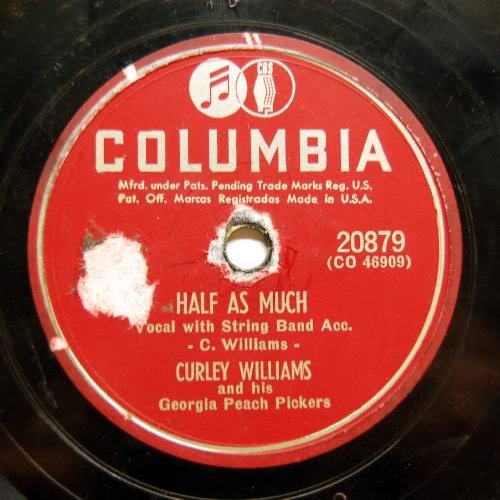 CBS
COLUMBIA
Mfrd. under Pats. Pending Trade Marks Reg. U.S.
Pat. Off. Marcas Registradas Made in U.S.A.
20879
(CO 46909)
HALF AS MUCH
Vocal with String Band Acc.
- C. Williams -
CURLEY WILLIAMS
and his
Georgia Peach Pickers